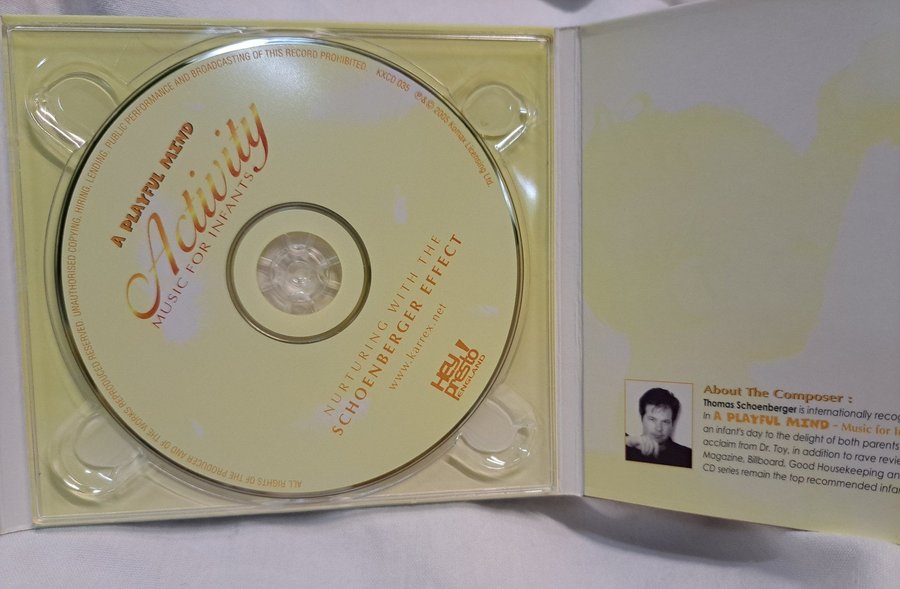 ALL RIGHTS OF THE PRODUCER AND OF THE WORKS REPRODUCED RESERVED. UNAUTHORISED COPYING, HIRING, LENDING, PUBLIC PERFORMANCE AND BROADCASTING OF THIS RECORD PROHIBITED.
KXCD 035
℗& © 2005 Karrex Licensing Ltd.
A PLAYFUL MIND
Activity
MUSIC FOR INFANTS
NURTURING WITH THE
SCHOENBERGER EFFECT
www.karrex.net
Hey
presto!
ENGLAND
About The Composer :
Thomas Schoenberger is internationally
In A PLAYFUL MIND - Music for
an infant's day to the delight of both parents
acclaim from Dr. Toy, in addition to rave
Magazine, Billboard, Good Housekeeping
CD series remain the top recommended